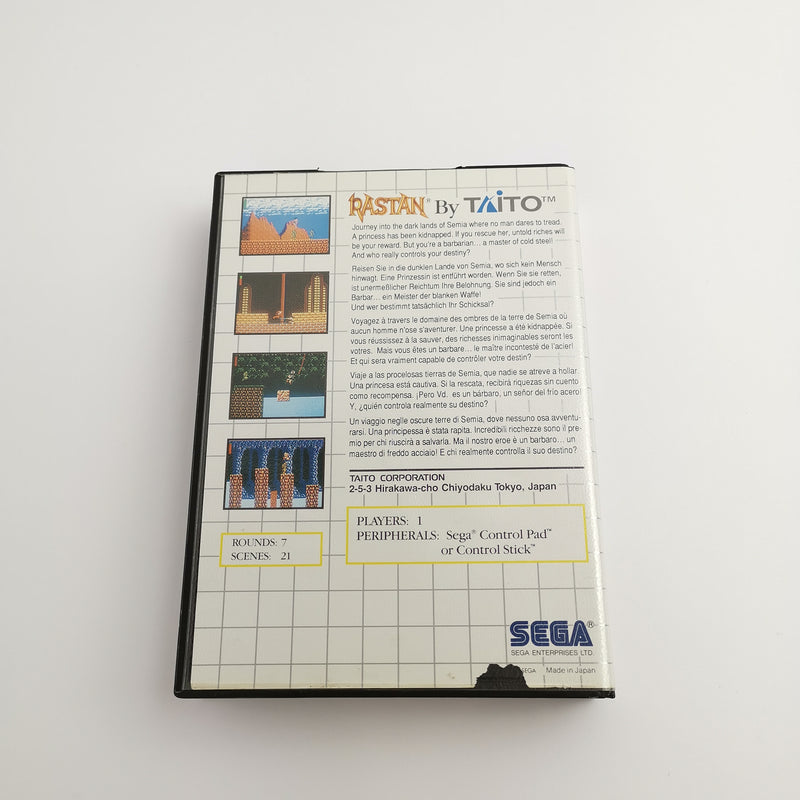 RASTAN® By TAITO™
Journey into the dark lands of Semia where no man dares to tread.
A princess has been kidnapped. If you rescue her, untold riches will
be your reward. But you're a barbarian... a master of cold steel!
And who really controls your destiny?
Reisen Sie in die dunklen Lande von Semia, wo sich kein Mensch
hinwagt. Eine Prinzessin ist entführt worden. Wenn Sie sie retten,
ist unermeßlicher Reichtum Ihre Belohnung. Sie sind jedoch ein
Barbar... ein Meister der blanken Waffe!
Und wer bestimmt tatsächlich Ihr Schicksal?
Voyagez à travers le domaine des ombres de la terre de Semia où
aucun homme n'ose s'aventurer. Une princesse a été kidnappée. Si
vous réussissez à la sauver, des richesses inimaginables seront les
votres. Mais vous êtes un barbare... le maître incontesté de l'acier!
Et qui sera vraiment capable de contrôler votre destin?
Viaje a las procelosas tierras de Semia, que nadie se atreve a hollar.
Una princesa está cautiva. Si la rescata, recibirá riquezas sin cuento
como recompensa. ¡Pero Vd. es un bárbaro, un señor del frío acero!
Y, ¿quién controla realmente su destino?
Un viaggio neglie oscure terre di Semia, dove nessuno osa avventu-
rarsi. Una principessa è stata rapita. Incredibili ricchezze sono il pre-
mio per chi riuscirà a salvarla. Ma il nostro eroe è un barbaro... un
maestro di freddo acciaio! E chi realmente controlla il suo destino?
TAITO CORPORATION
2-5-3 Hirakawa-cho Chiyodaku Tokyo, Japan
PLAYERS: 1
PERIPHERALS: Sega® Control Pad™
or Control Stick™
ROUNDS: 7
SCENES: 21
SEGA®
SEGA ENTERPRISES LTD.
SEGA Made in Japan